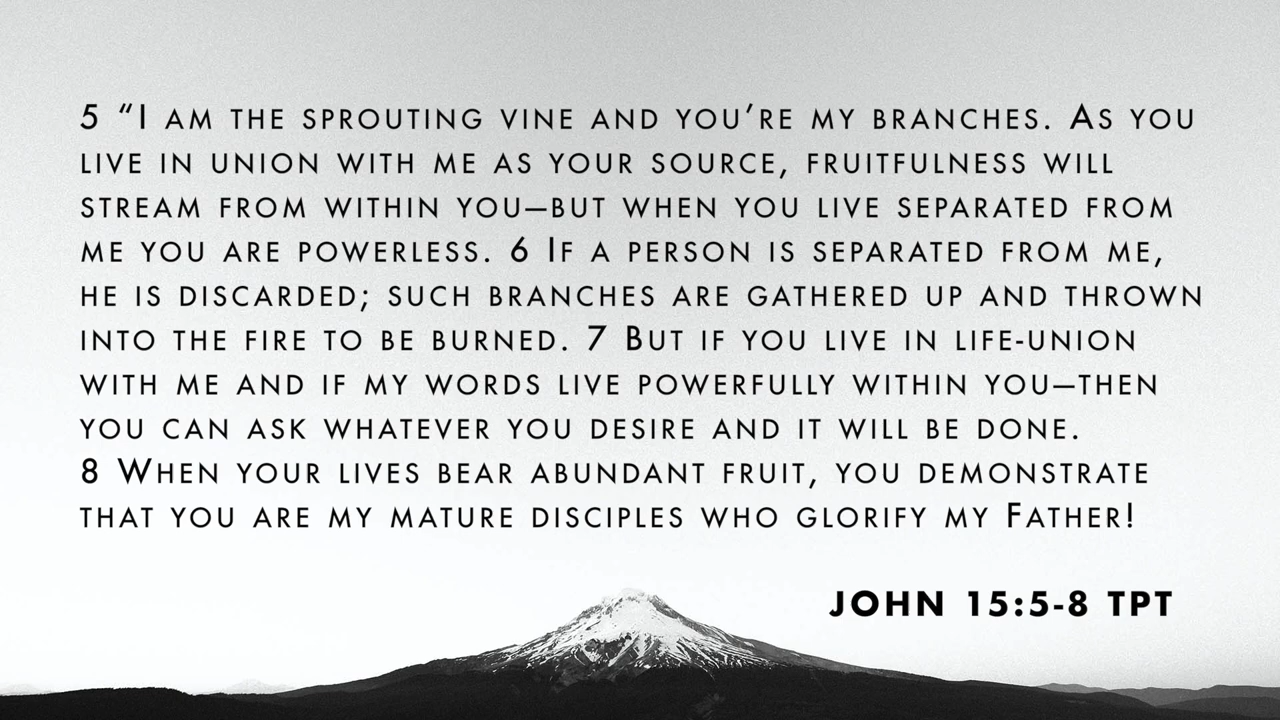 5 “I am the sprouting vine and you’re my branches. As you
live in union with me as your source, fruitfulness will
stream from within you—but when you live separated from
me you are powerless. 6 If a person is separated from me,
he is discarded; such branches are gathered up and thrown
into the fire to be burned. 7 But if you live in life-union
with me and if my words live powerfully within you—then
you can ask whatever you desire and it will be done.
8 When your lives bear abundant fruit, you demonstrate
that you are my mature disciples who glorify my Father!
JOHN 15:5-8 TPT